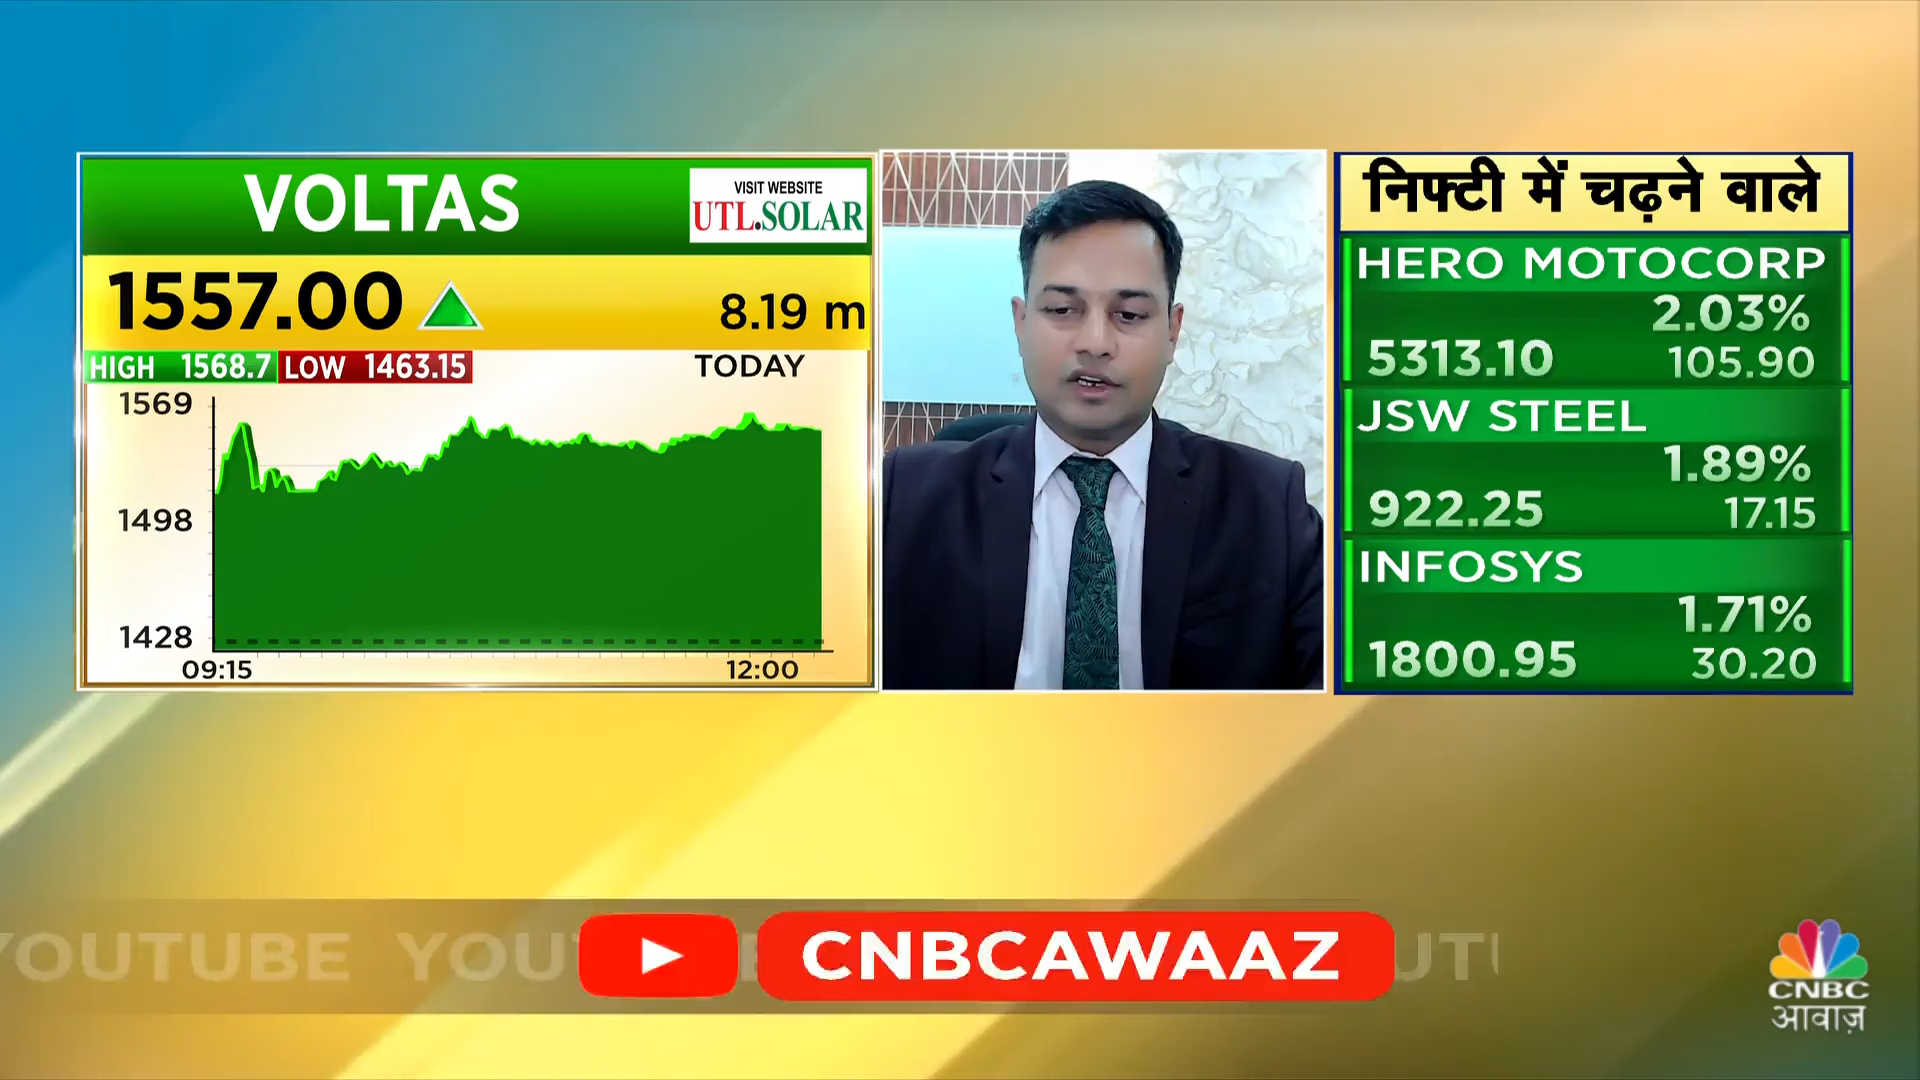 VOLTAS
VISIT WEBSITE
UTL.SOLAR
1557.00
8.19 m
HIGH 1568.7 LOW 1463.15
TODAY
1569
1498
1428
09:15 12:00
निफ्टी में चढ़ने वाले
HERO MOTOCORP
2.03%
5313.10 105.90
JSW STEEL
1.89%
922.25 17.15
INFOSYS
1.71%
1800.95 30.20
YOUTUBE YOU E CNBCAWAAZ UTU
CNBC
आवाज़